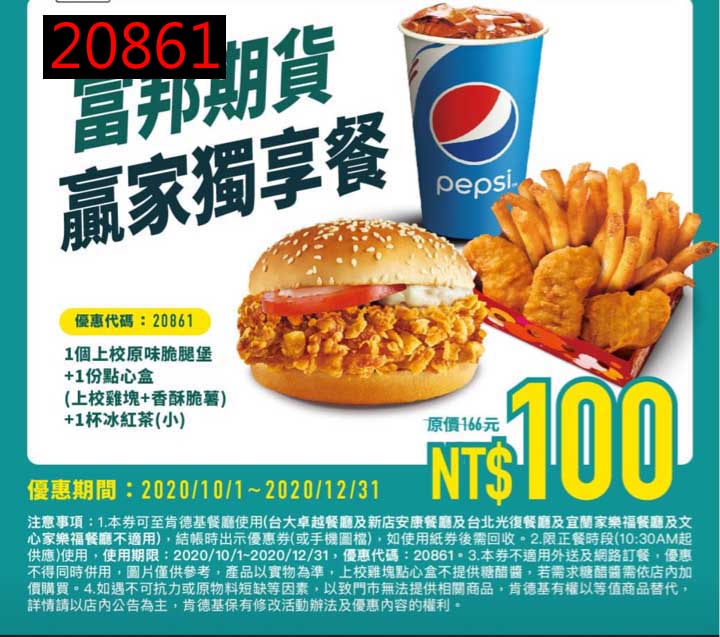 20861
富邦期貨
贏家獨享餐
pepsi
優惠代碼：20861
1個上校原味脆腿堡
+1份點心盒
(上校雞塊+香酥脆薯)
+1杯冰紅茶(小)
原價166元
NT$100
優惠期間：2020/10/1~2020/12/31
注意事項：1.本券可至肯德基餐廳使用(台大卓越餐廳及新店安康餐廳及台北光復餐廳及宜蘭家樂福餐廳及文
心家樂福餐廳不適用)，結帳時出示優惠券(或手機圖檔)，如使用紙券後需回收。2.限正餐時段(10:30AM起
供應)使用，使用期限：2020/10/1~2020/12/31，優惠代碼：20861。3.本券不適用外送及網路訂餐，優惠
不得同時併用，圖片僅供參考，產品以實物為準，上校雞塊點心盒不提供糖醋醬，若需求糖醋醬需依店內加
價購買。4.如遇不可抗力或原物料短缺等因素，以致門市無法提供相關商品，肯德基有權以等值商品替代，
詳情請以店內公告為主，肯德基保有修改活動辦法及優惠內容的權利。